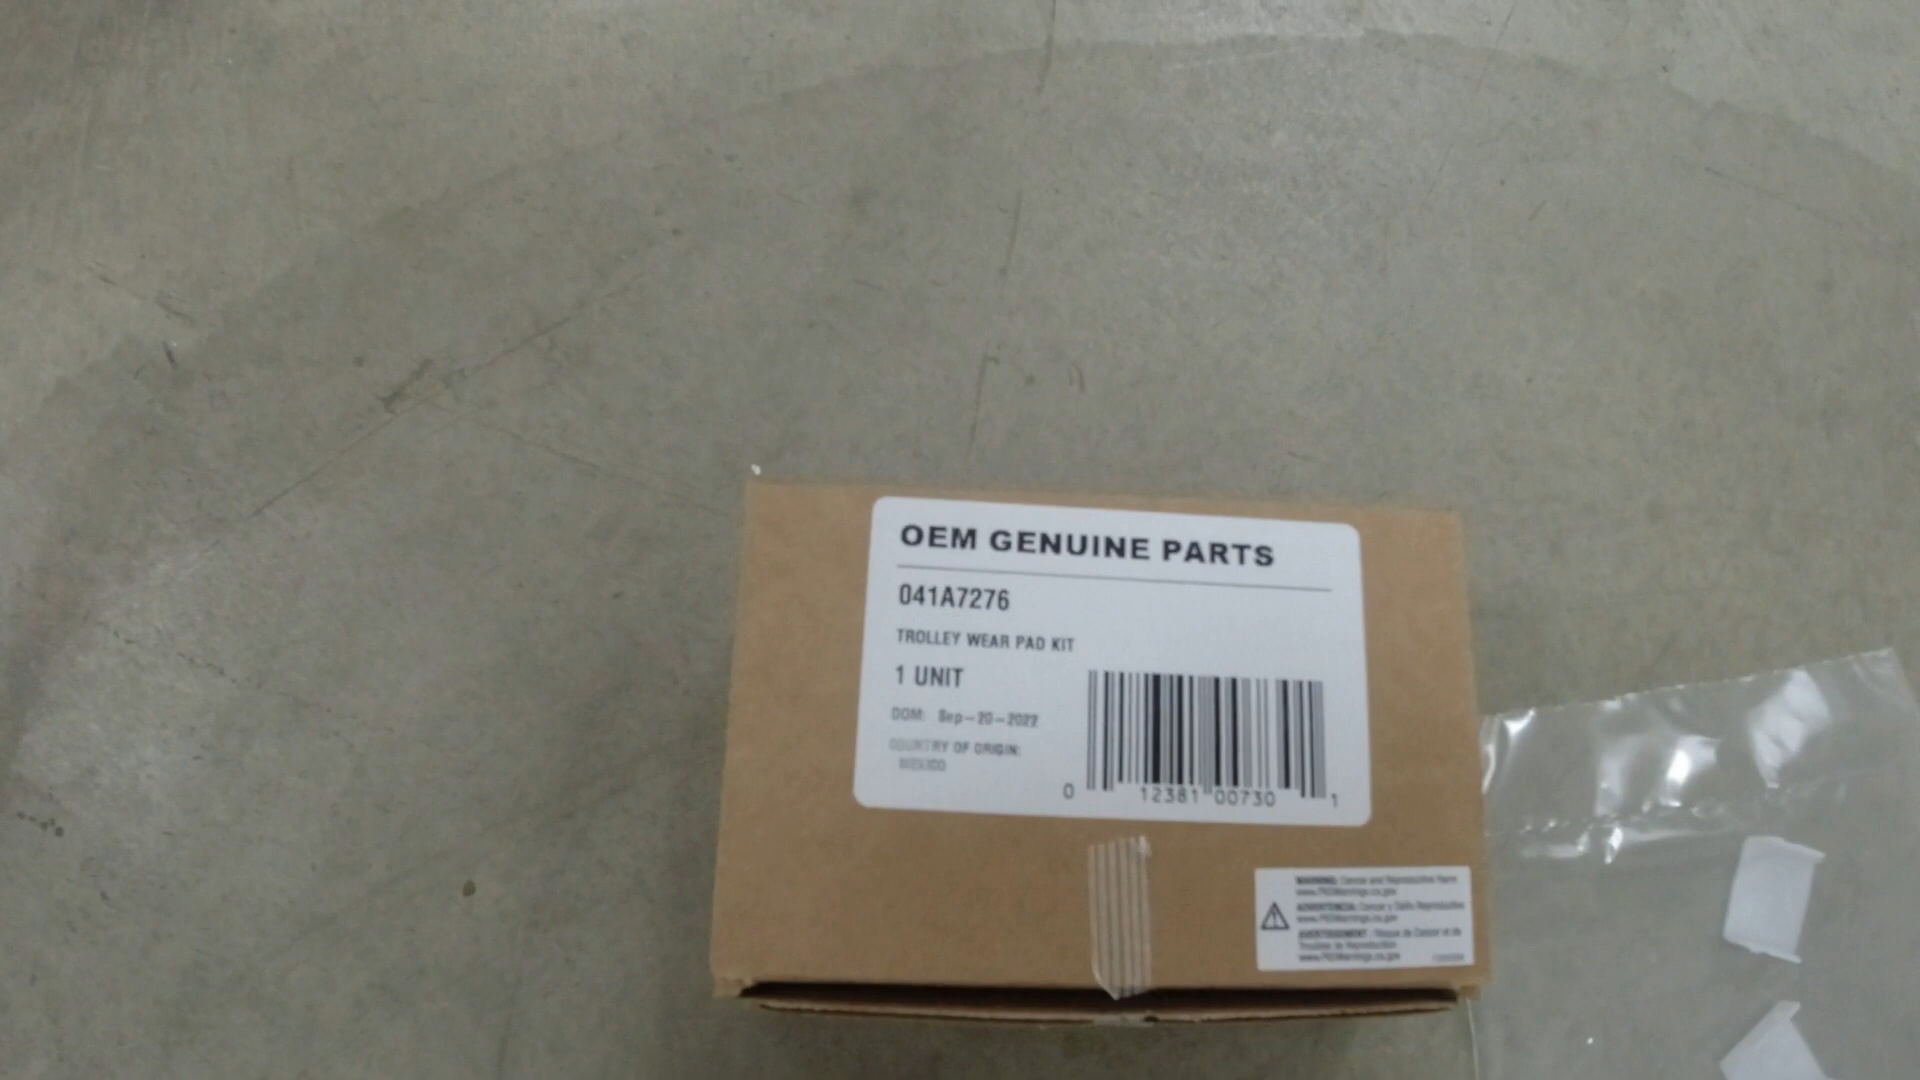 OEM GENUINE PARTS
041A7276
TROLLEY WEAR PAD KIT
1 UNIT
DOM: Sep-20-2022
COUNTRY OF ORIGIN:
MEXICO
0 12381 00730 1
WARNING: Cancer and Reproductive Harm
www.P65Warnings.ca.gov
ADVERTENCIA: Cancer y Daño Reproductivo
www.P65Warnings.ca.gov
AVERTISSEMENT : Risque de Cancer et de
Troubles de Reproduction
www.P65Warnings.ca.gov